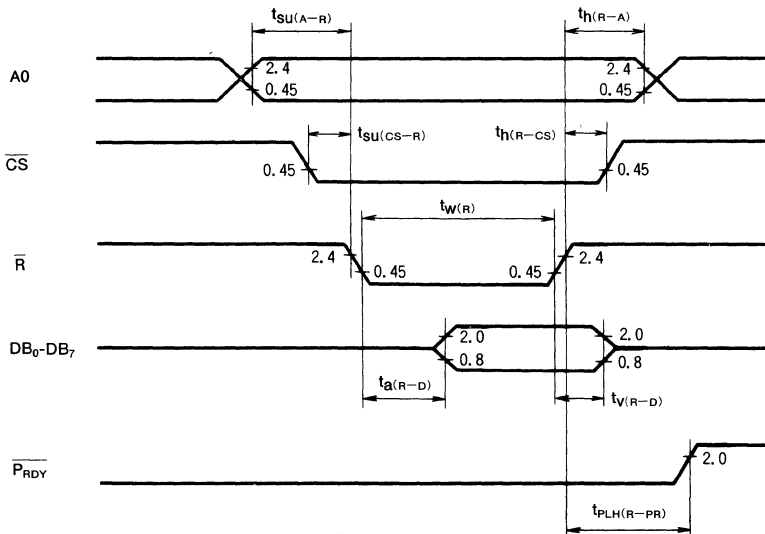 tsu(A-R)
th(R-A)
A0
2.4
0.45
2.4
0.45
tsu(CS-R)
th(R-CS)
CS
0.45
0.45
tW(R)
R
2.4
0.45
0.45
2.4
DB0-DB7
2.0
0.8
2.0
0.8
ta(R-D)
tV(R-D)
PRDY
2.0
tPLH(R-PR)